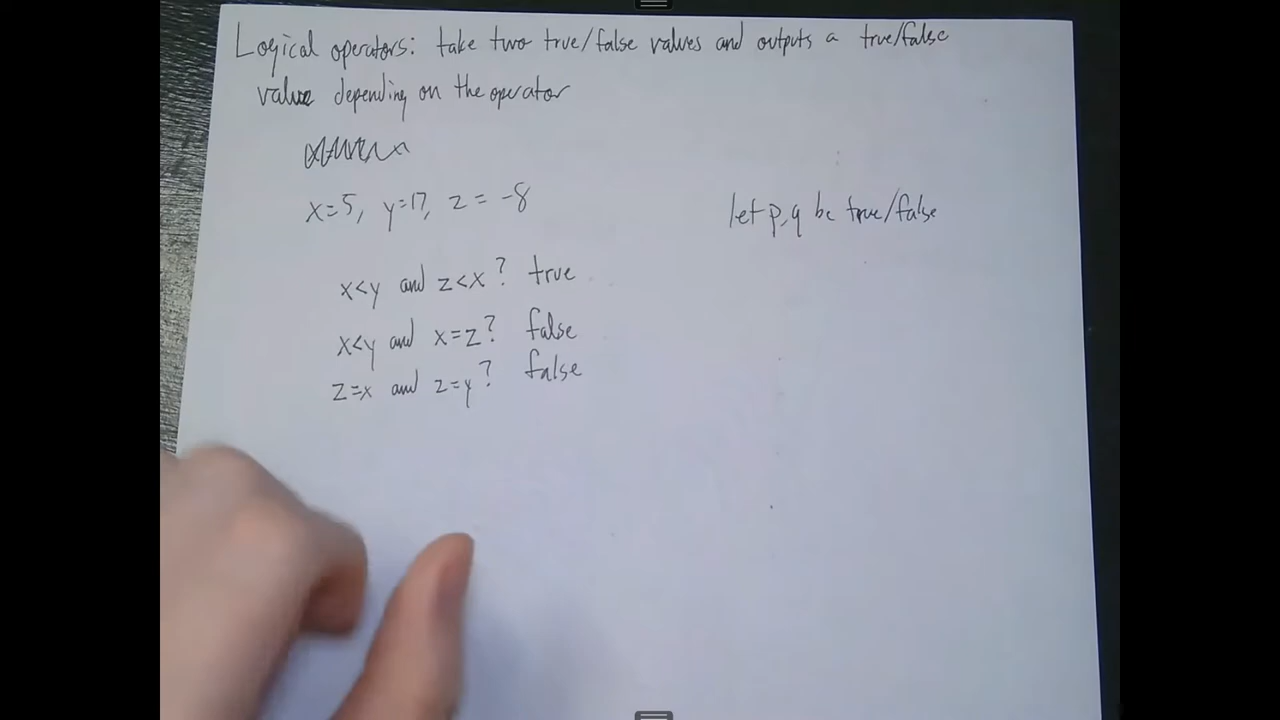 Logical operators: take two true/false values and outputs a true/false
value depending on the operator
x=5, y=17, z = -8
let p,q be true/false
x<y and z<x? true
x<y and x=z? false
z=x and z=y? false